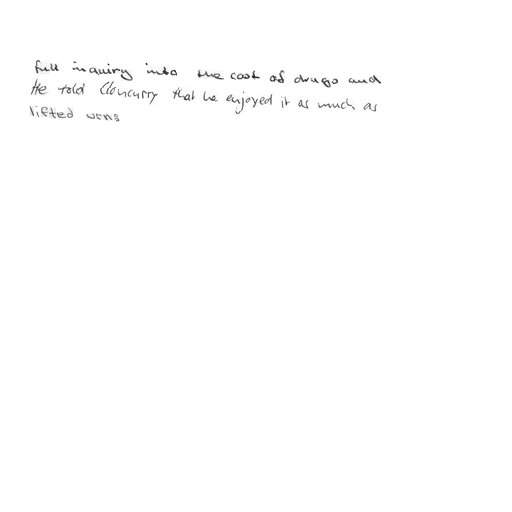 full inquiry into the cost of drugs and
He told Cloncurry that he enjoyed it as much as
lifted urns